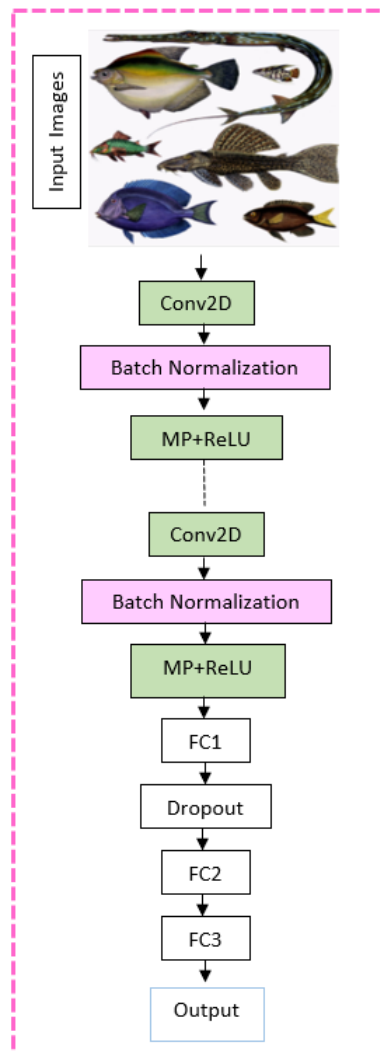 Input Images
Conv2D
Batch Normalization
MP+ReLU
Conv2D
Batch Normalization
MP+ReLU
FC1
Dropout
FC2
FC3
Output